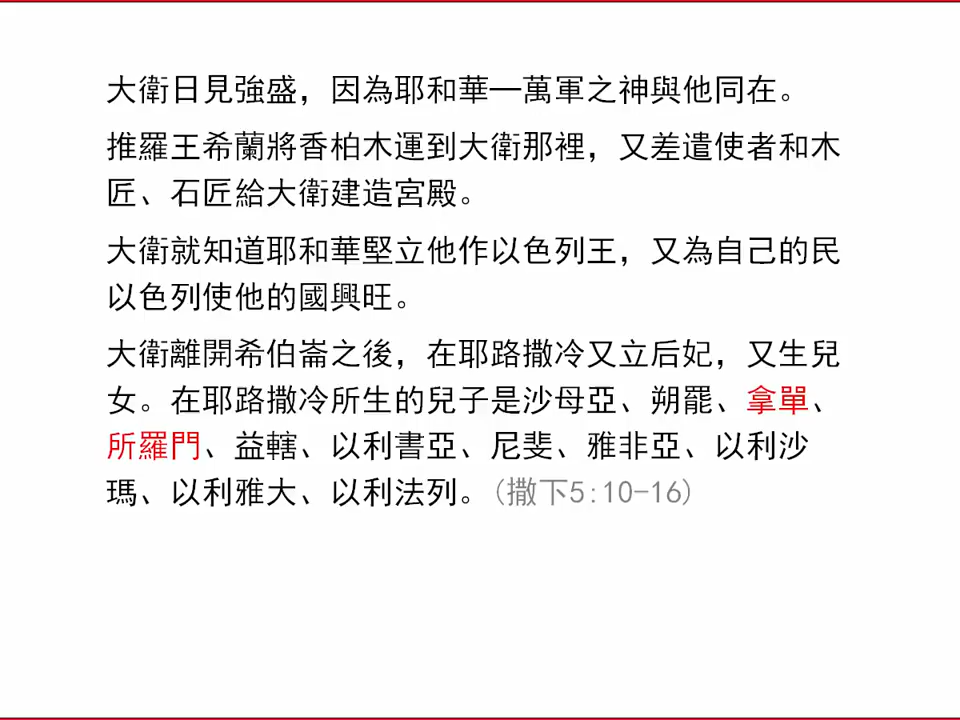 大衛日見強盛，因為耶和華—萬軍之神與他同在。
推羅王希蘭將香柏木運到大衛那裡，又差遣使者和木
匠、石匠給大衛建造宮殿。
大衛就知道耶和華堅立他作以色列王，又為自己的民
以色列使他的國興旺。
大衛離開希伯崙之後，在耶路撒冷又立后妃，又生兒
女。在耶路撒冷所生的兒子是沙母亞、朔罷、拿單、
所羅門、益轄、以利書亞、尼斐、雅非亞、以利沙
瑪、以利雅大、以利法列。(撒下5:10-16)